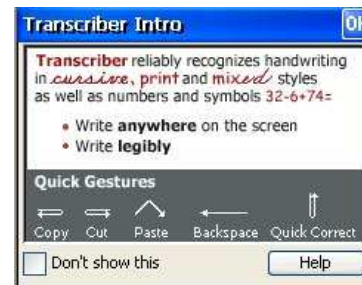 Transcriber Intro
OK
Transcriber reliably recognizes handwriting
in cursive, print and mixed styles
as well as numbers and symbols 32-6+74=
• Write anywhere on the screen
• Write legibly
Quick Gestures
Copy Cut Paste Backspace Quick Correct
Don't show this
Help